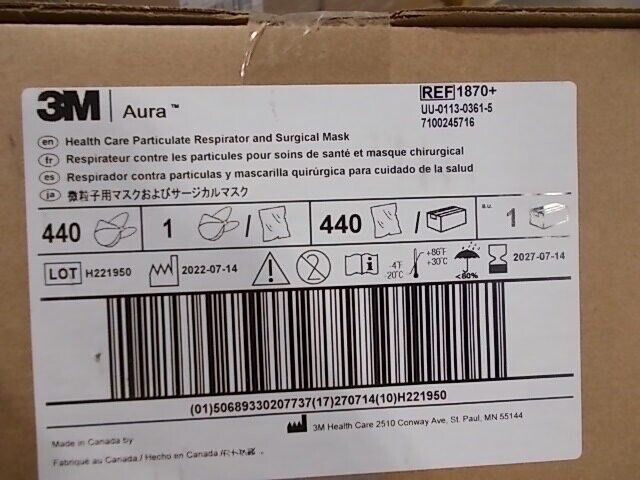 3M | Aura™
REF 1870+
UU-0113-0361-5
7100245716
en Health Care Particulate Respirator and Surgical Mask
fr Respirateur contre les particules pour soins de santé et masque chirurgical
es Respirador contra partículas y mascarilla quirúrgica para cuidado de la salud
ja 微粒子用マスクおよびサージカルマスク
440 1 / 440 / a.u. 1
LOT H221950 2022-07-14 -4°F 20°C +86°F +30°C <80% 2027-07-14
(01)50689330207737(17)270714(10)H221950
3M Health Care 2510 Conway Ave, St. Paul, MN 55144
Made in Canada by
Fabriqué au Canada / Hecho en Canada